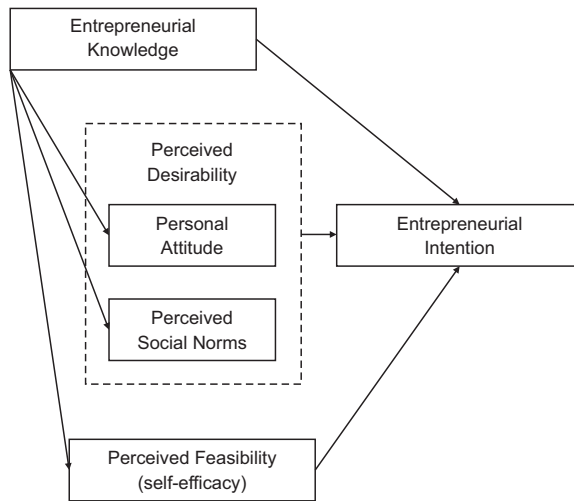 Entrepreneurial
Knowledge
Perceived
Desirability
Personal
Attitude
Entrepreneurial
Intention
Perceived
Social Norms
Perceived Feasibility
(self-efficacy)